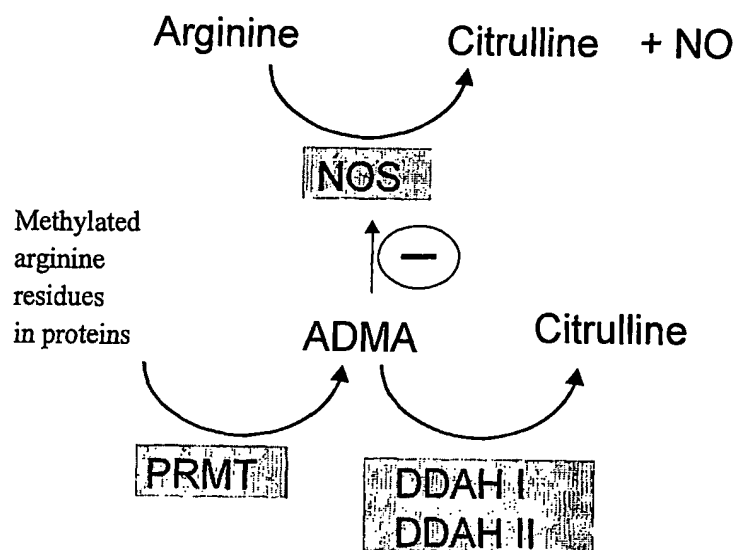 Arginine
Citrulline + NO
NOS
Methylated
arginine
residues
in proteins
−
ADMA
Citrulline
PRMT
DDAH I
DDAH II